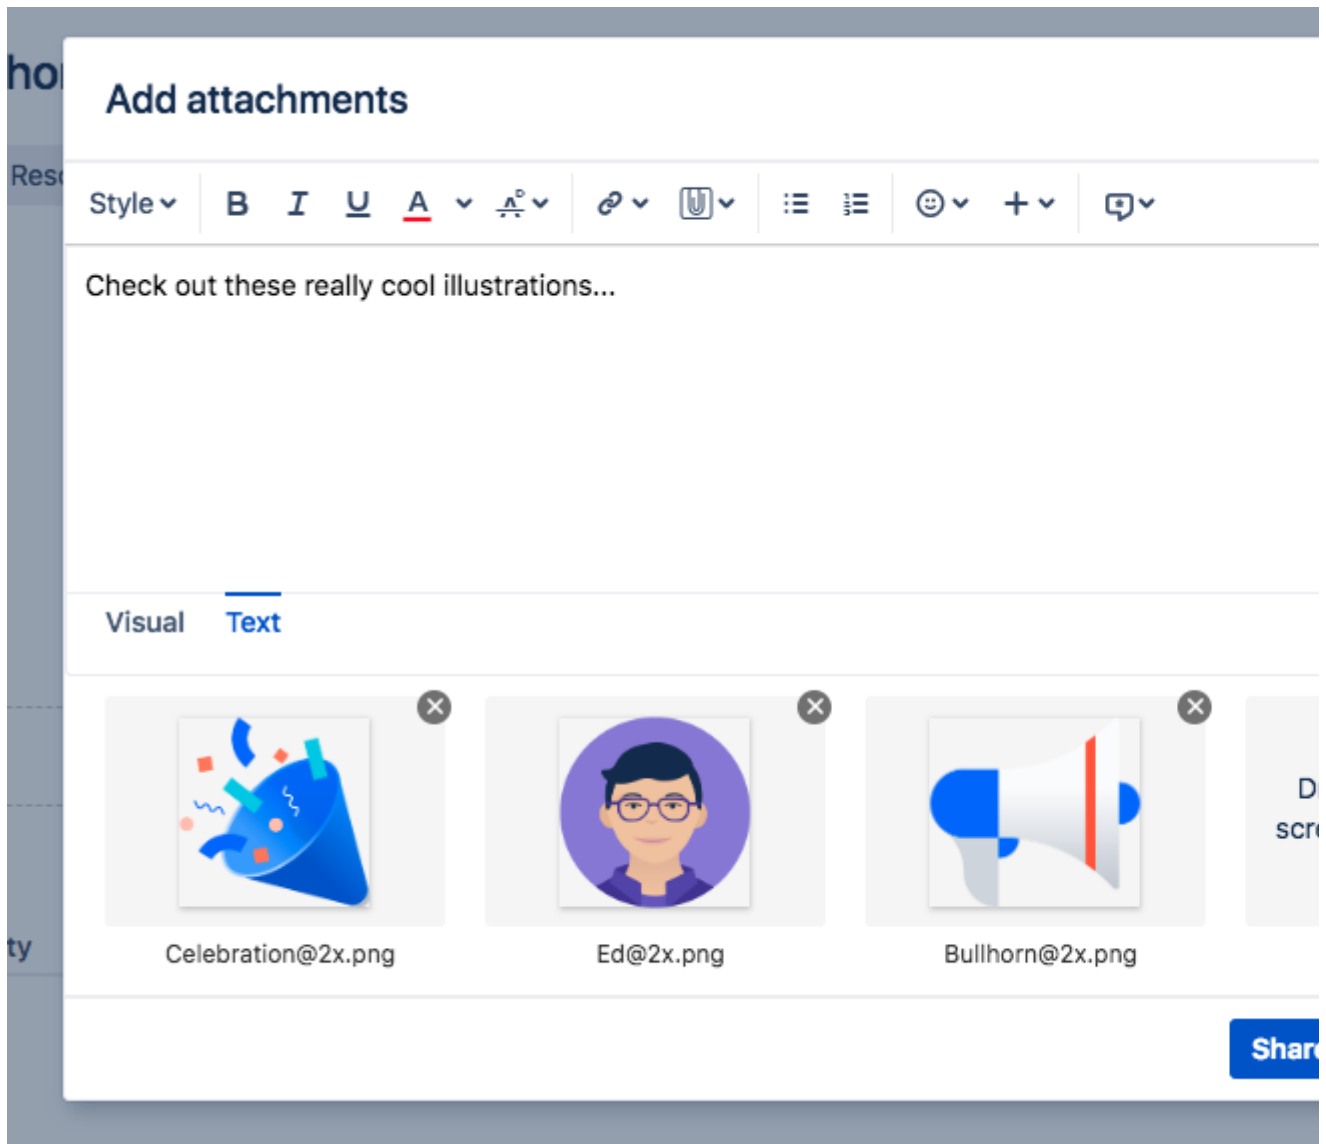 Add attachments
Style B I U A
Check out these really cool illustrations...
Visual Text
Celebration@2x.png Ed@2x.png Bullhorn@2x.png